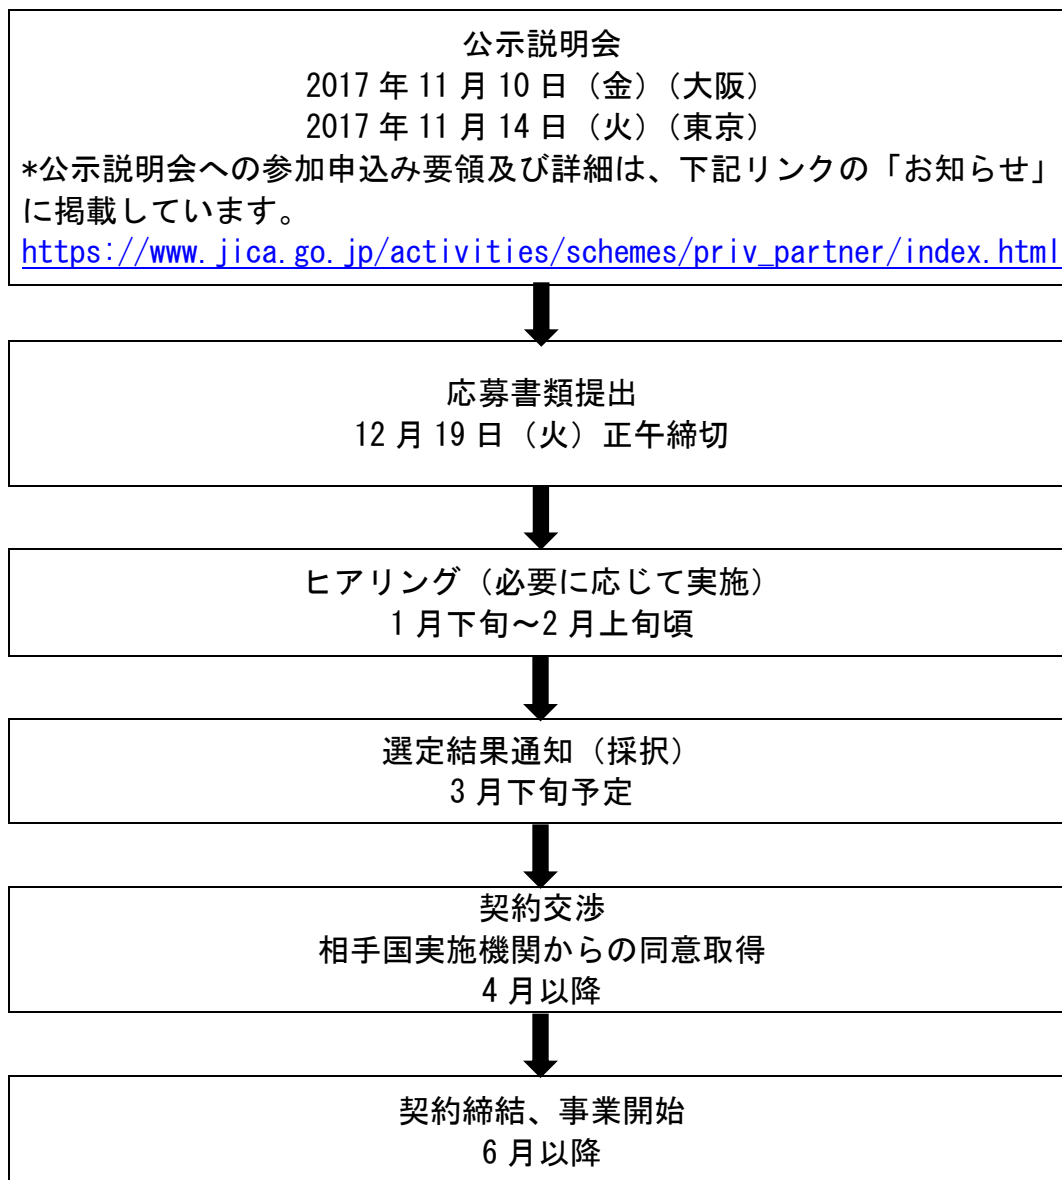 公示説明会
2017 年 11 月 10 日（金）（大阪）
2017 年 11 月 14 日（火）（東京）
*公示説明会への参加申込み要領及び詳細は、下記リンクの「お知らせ」
に掲載しています。
https://www.jica.go.jp/activities/schemes/priv_partner/index.html
応募書類提出
12 月 19 日（火）正午締切
ヒアリング（必要に応じて実施）
1 月下旬～2 月上旬頃
選定結果通知（採択）
3 月下旬予定
契約交渉
相手国実施機関からの同意取得
4 月以降
契約締結、事業開始
6 月以降